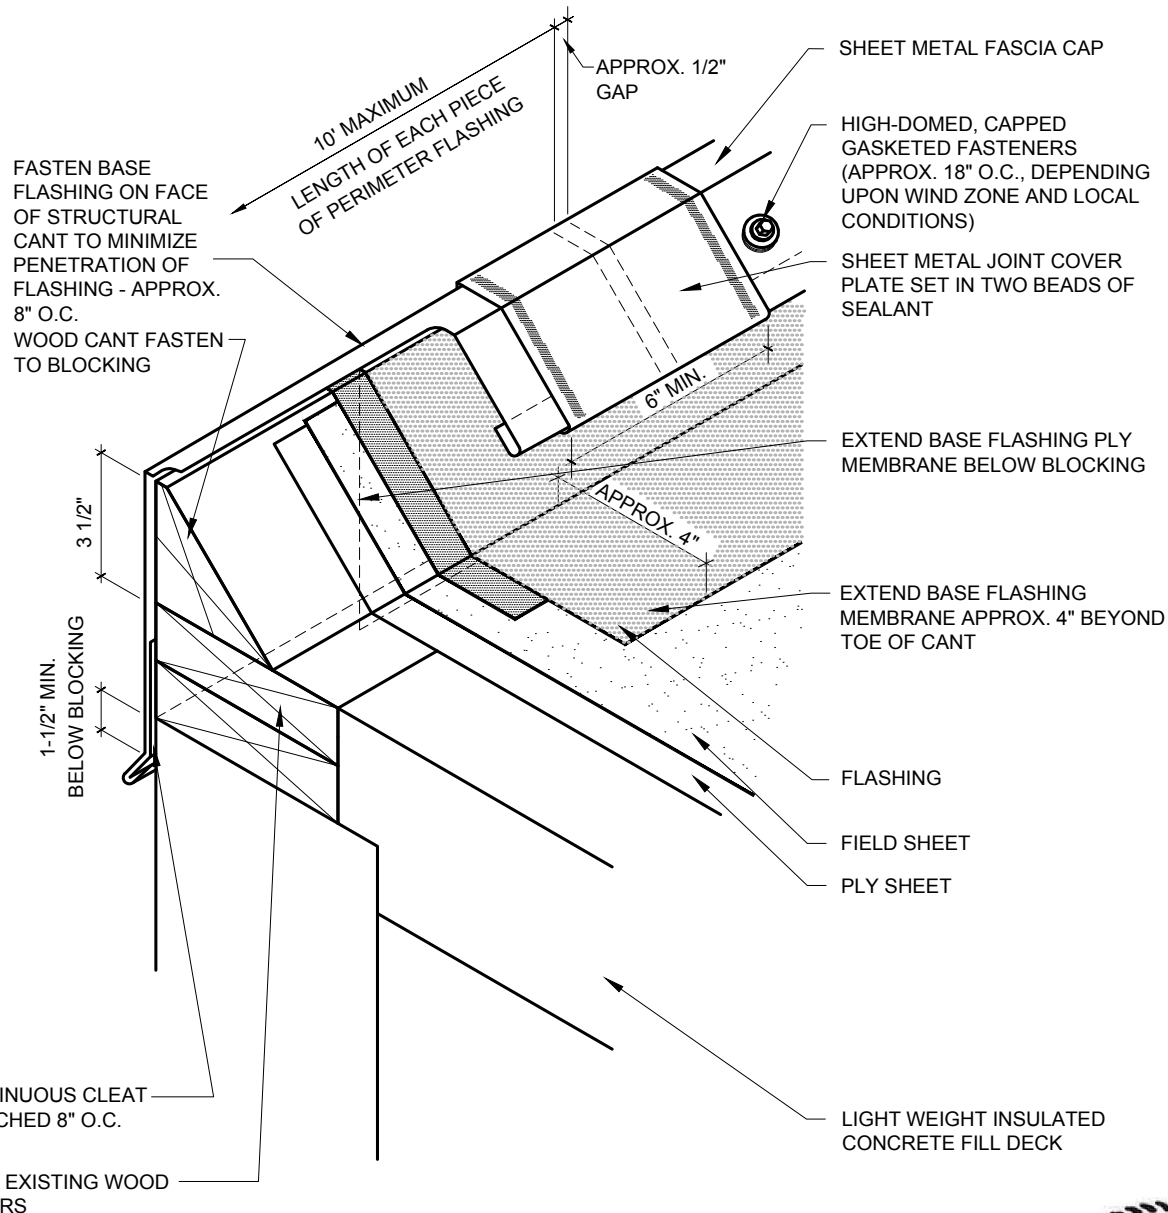 10' MAXIMUM
LENGTH OF EACH PIECE
OF PERIMETER FLASHING
APPROX. 1/2"
GAP
SHEET METAL FASCIA CAP
HIGH-DOMED, CAPPED
GASKETED FASTENERS
(APPROX. 18" O.C., DEPENDING
UPON WIND ZONE AND LOCAL
CONDITIONS)
SHEET METAL JOINT COVER
PLATE SET IN TWO BEADS OF
SEALANT
FASTEN BASE
FLASHING ON FACE
OF STRUCTURAL
CANT TO MINIMIZE
PENETRATION OF
FLASHING - APPROX.
8" O.C.
WOOD CANT FASTEN
TO BLOCKING
6" MIN.
APPROX. 4"
EXTEND BASE FLASHING PLY
MEMBRANE BELOW BLOCKING
3 1/2"
1-1/2" MIN.
BELOW BLOCKING
EXTEND BASE FLASHING
MEMBRANE APPROX. 4" BEYOND
TOE OF CANT
FLASHING
FIELD SHEET
PLY SHEET
INUOUS CLEAT
CHED 8" O.C.
EXISTING WOOD
RS
LIGHT WEIGHT INSULATED
CONCRETE FILL DECK